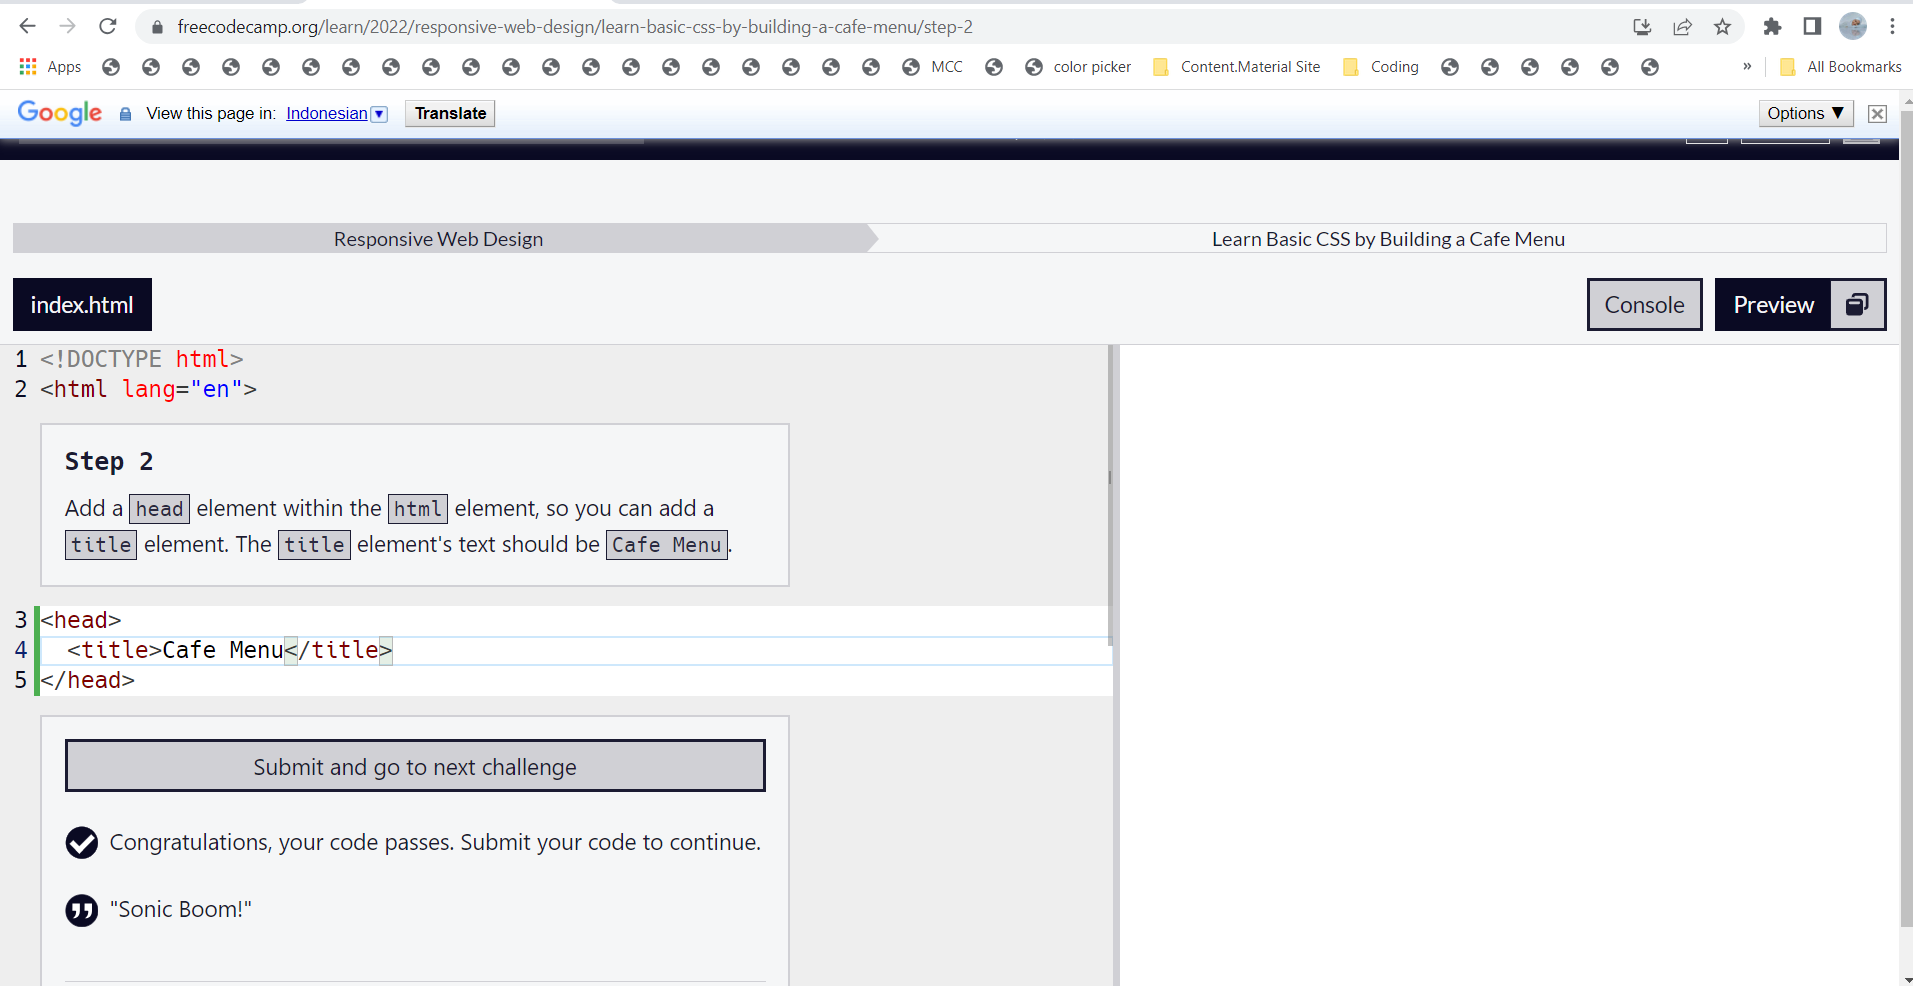 freecodecamp.org/learn/2022/responsive-web-design/learn-basic-css-by-building-a-cafe-menu/step-2
Apps MCC color picker Content.Material Site Coding » All Bookmarks
Google View this page in: Indonesian Translate Options ▼
Responsive Web Design Learn Basic CSS by Building a Cafe Menu
index.html Console Preview
1 <!DOCTYPE html>
2 <html lang="en">
Step 2
Add a head element within the html element, so you can add a
title element. The title element's text should be Cafe Menu.
3 <head>
4 <title>Cafe Menu</title>
5 </head>
Submit and go to next challenge
Congratulations, your code passes. Submit your code to continue.
"Sonic Boom!"